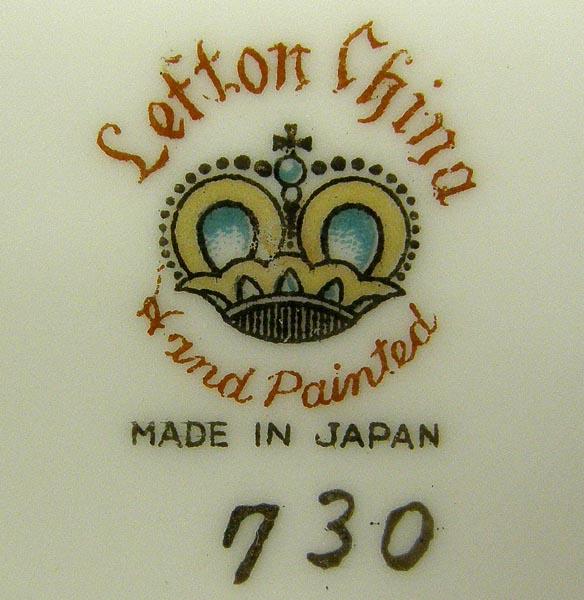 Lefton China
Hand Painted
MADE IN JAPAN
730